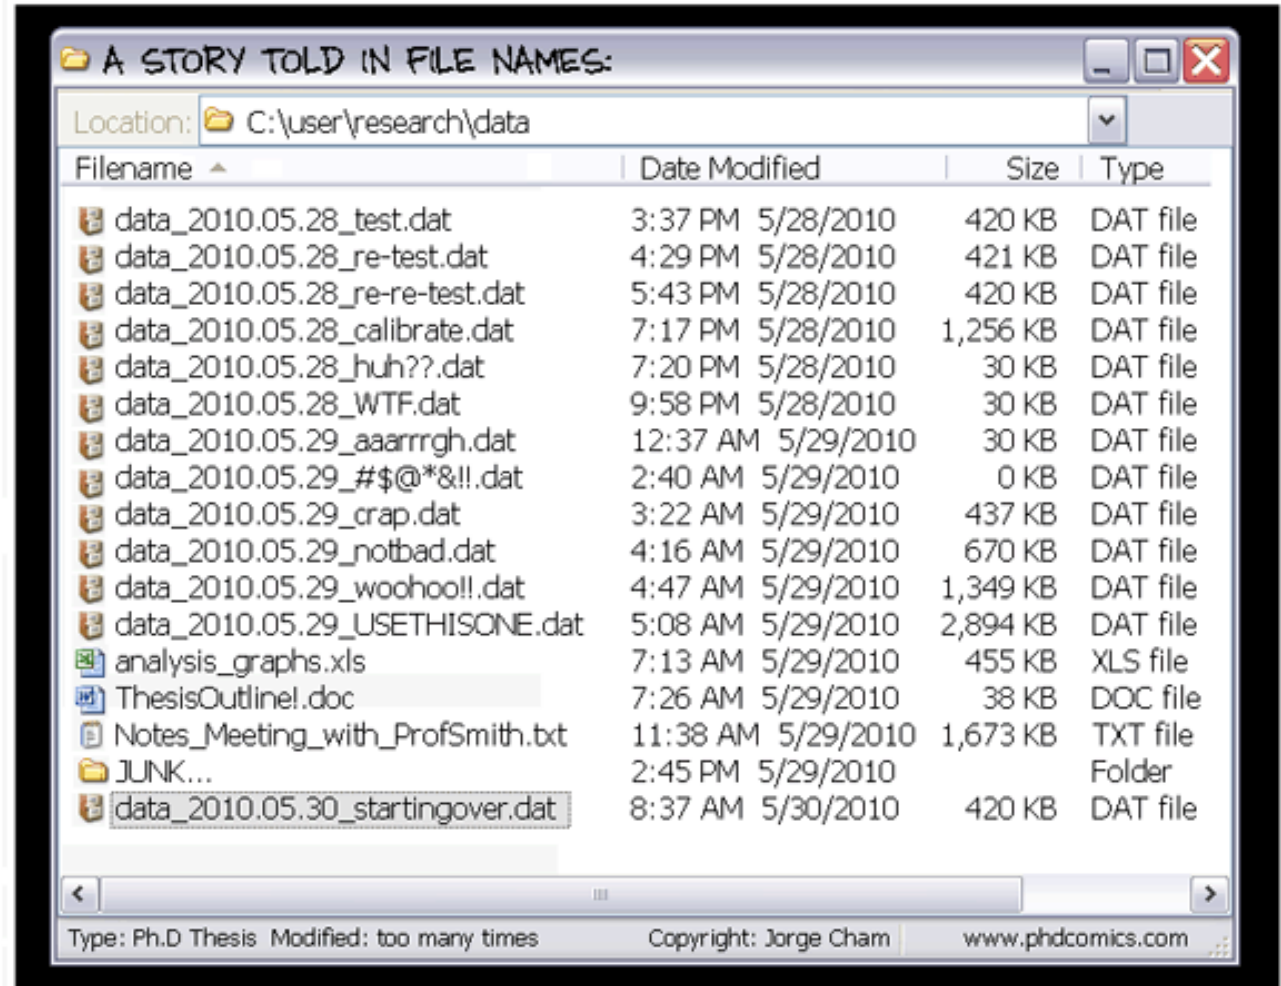 A STORY TOLD IN FILE NAMES:
Location: C:\user\research\data
Filename Date Modified Size Type
data_2010.05.28_test.dat 3:37 PM 5/28/2010 420 KB DAT file
data_2010.05.28_re-test.dat 4:29 PM 5/28/2010 421 KB DAT file
data_2010.05.28_re-re-test.dat 5:43 PM 5/28/2010 420 KB DAT file
data_2010.05.28_calibrate.dat 7:17 PM 5/28/2010 1,256 KB DAT file
data_2010.05.28_huh??.dat 7:20 PM 5/28/2010 30 KB DAT file
data_2010.05.28_WTF.dat 9:58 PM 5/28/2010 30 KB DAT file
data_2010.05.29_aaarrrgh.dat 12:37 AM 5/29/2010 30 KB DAT file
data_2010.05.29_#$@*&!!.dat 2:40 AM 5/29/2010 0 KB DAT file
data_2010.05.29_crap.dat 3:22 AM 5/29/2010 437 KB DAT file
data_2010.05.29_notbad.dat 4:16 AM 5/29/2010 670 KB DAT file
data_2010.05.29_woohoo!!.dat 4:47 AM 5/29/2010 1,349 KB DAT file
data_2010.05.29_USETHISONE.dat 5:08 AM 5/29/2010 2,894 KB DAT file
analysis_graphs.xls 7:13 AM 5/29/2010 455 KB XLS file
ThesisOutline!.doc 7:26 AM 5/29/2010 38 KB DOC file
Notes_Meeting_with_ProfSmith.txt 11:38 AM 5/29/2010 1,673 KB TXT file
JUNK... 2:45 PM 5/29/2010 Folder
data_2010.05.30_startingover.dat 8:37 AM 5/30/2010 420 KB DAT file
Type: Ph.D Thesis Modified: too many times Copyright: Jorge Cham www.phdcomics.com